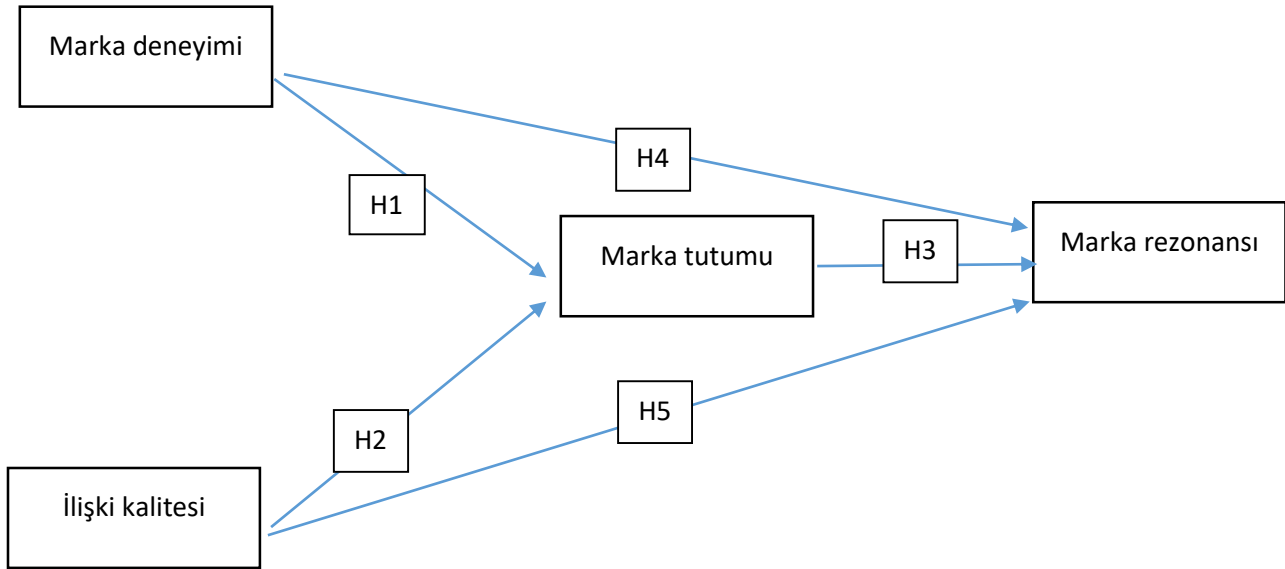 Marka deneyimi
H4
H1
Marka tutumu
H3
Marka rezonansı
H2
H5
İlişki kalitesi